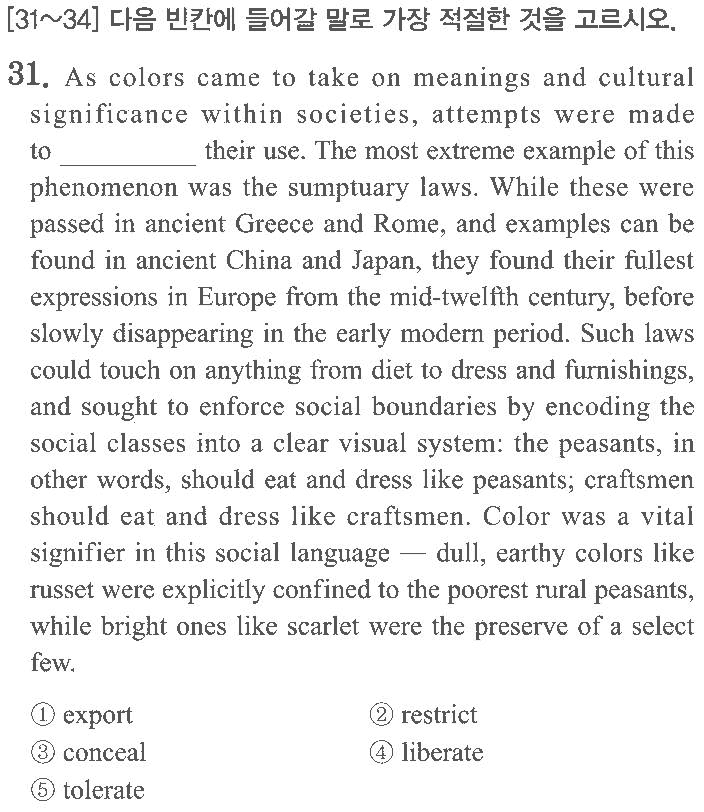 [31~34] 다음 빈칸에 들어갈 말로 가장 적절한 것을 고르시오.
31. As colors came to take on meanings and cultural
significance within societies, attempts were made
to __________ their use. The most extreme example of this
phenomenon was the sumptuary laws. While these were
passed in ancient Greece and Rome, and examples can be
found in ancient China and Japan, they found their fullest
expressions in Europe from the mid-twelfth century, before
slowly disappearing in the early modern period. Such laws
could touch on anything from diet to dress and furnishings,
and sought to enforce social boundaries by encoding the
social classes into a clear visual system: the peasants, in
other words, should eat and dress like peasants; craftsmen
should eat and dress like craftsmen. Color was a vital
signifier in this social language — dull, earthy colors like
russet were explicitly confined to the poorest rural peasants,
while bright ones like scarlet were the preserve of a select
few.
① export ② restrict
③ conceal ④ liberate
⑤ tolerate